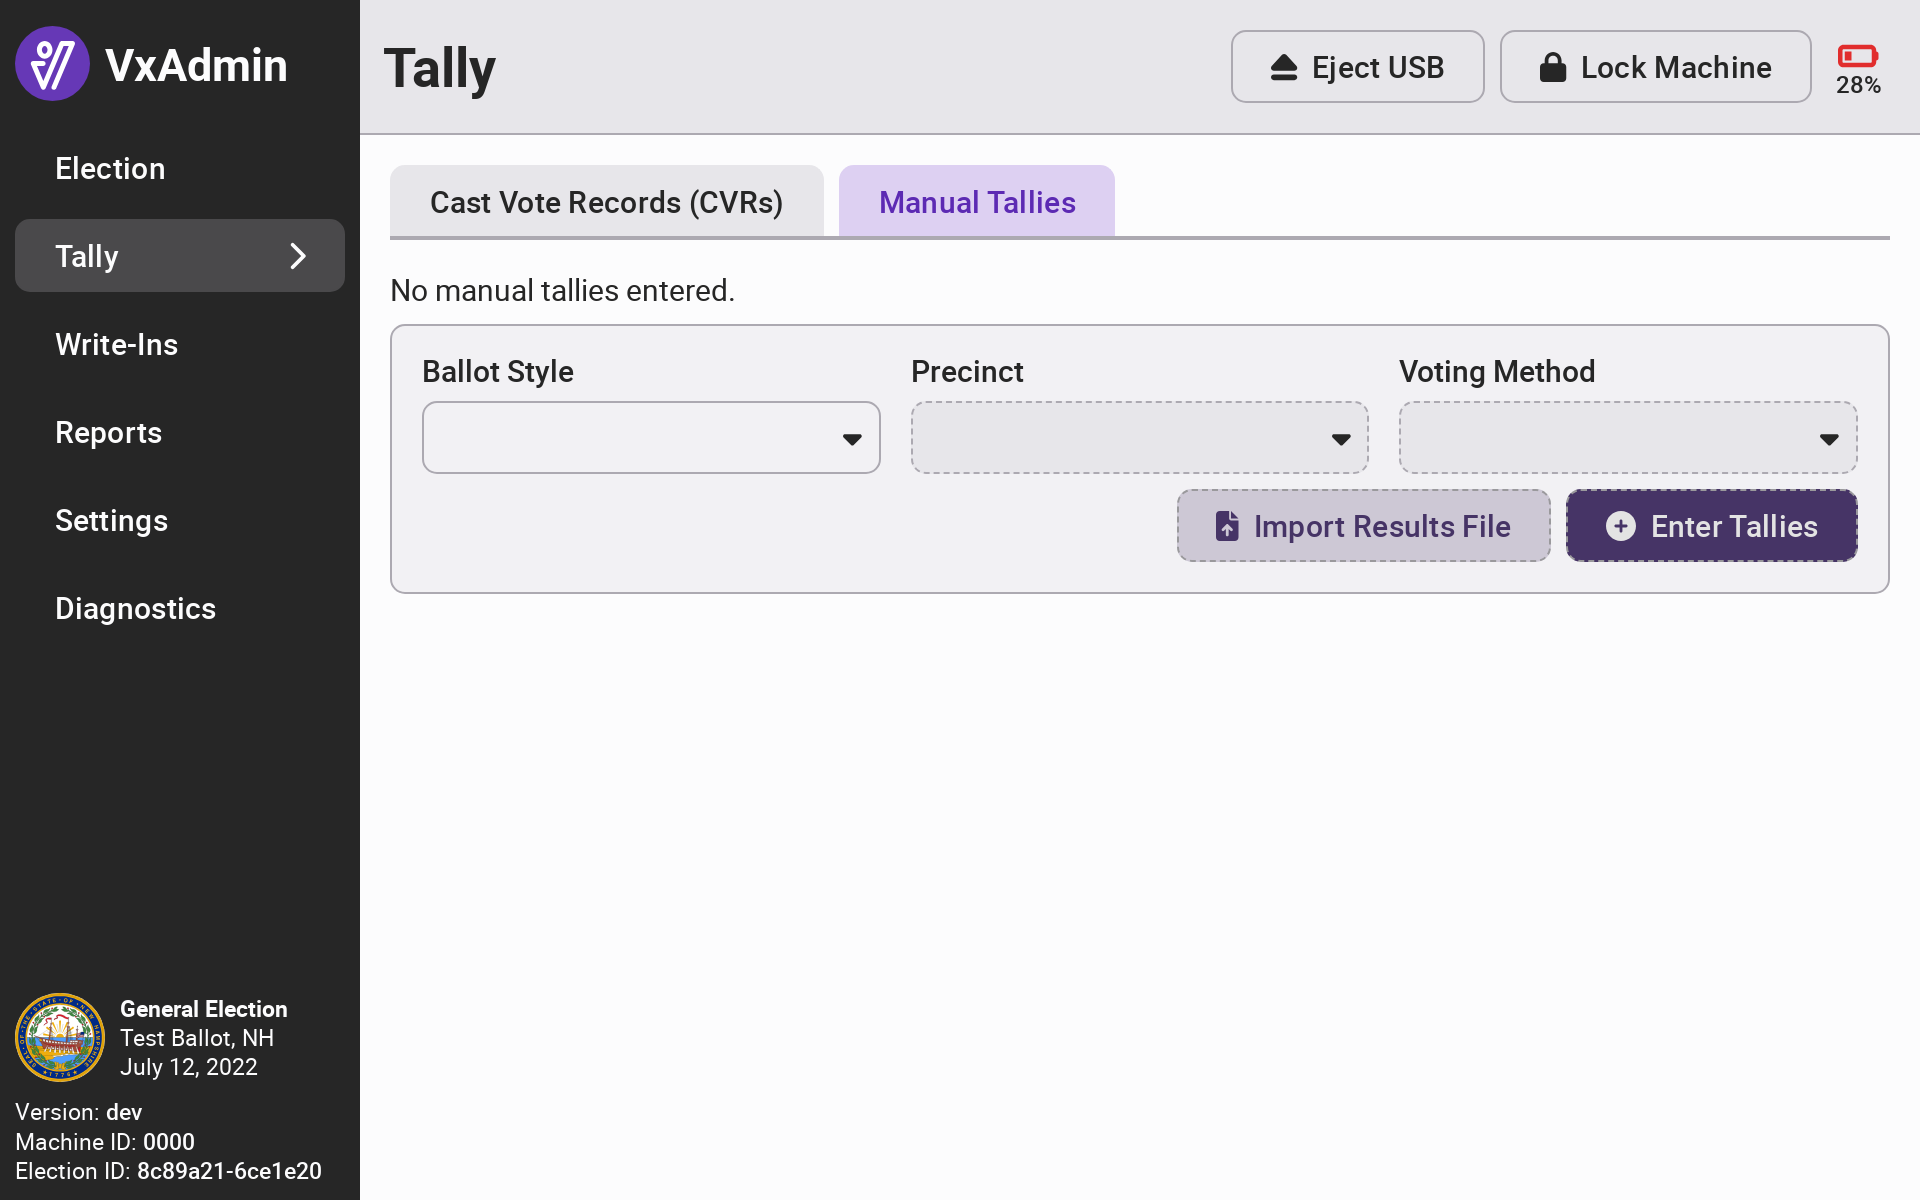 VxAdmin
Election
Tally
Write-Ins
Reports
Settings
Diagnostics
General Election
Test Ballot, NH
July 12, 2022
Version: dev
Machine ID: 0000
Election ID: 8c89a21-6ce1e20
Tally
Eject USB
Lock Machine
28%
Cast Vote Records (CVRs)
Manual Tallies
No manual tallies entered.
Ballot Style
Precinct
Voting Method
Import Results File
Enter Tallies